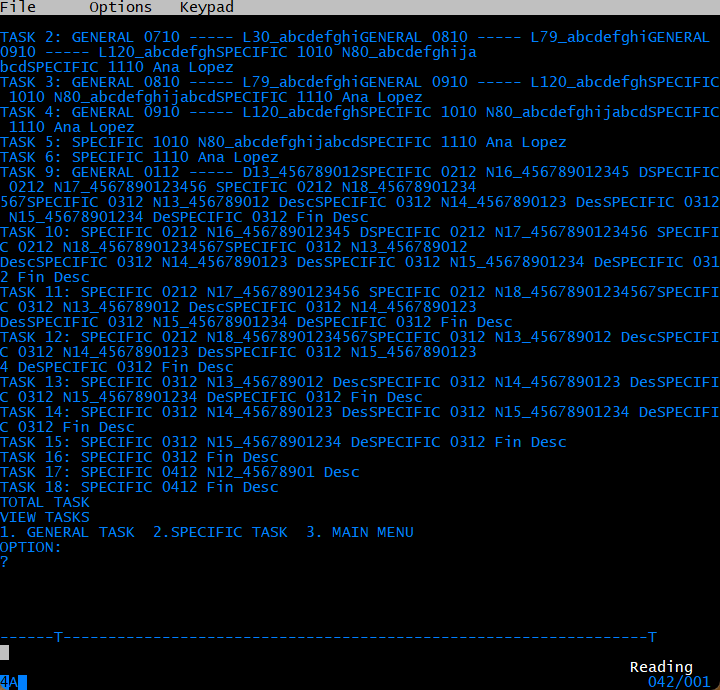 File Options Keypad
TASK 2: GENERAL 0710 ----- L30_abcdefghiGENERAL 0810 ----- L79_abcdefghiGENERAL
0910 ----- L120_abcdefghSPECIFIC 1010 N80_abcdefghija
bcdSPECIFIC 1110 Ana Lopez
TASK 3: GENERAL 0810 ----- L79_abcdefghiGENERAL 0910 ----- L120_abcdefghSPECIFIC
1010 N80_abcdefghijabcdSPECIFIC 1110 Ana Lopez
TASK 4: GENERAL 0910 ----- L120_abcdefghSPECIFIC 1010 N80_abcdefghijabcdSPECIFIC
1110 Ana Lopez
TASK 5: SPECIFIC 1010 N80_abcdefghijabcdSPECIFIC 1110 Ana Lopez
TASK 6: SPECIFIC 1110 Ana Lopez
TASK 9: GENERAL 0112 ----- D13_456789012SPECIFIC 0212 N16_456789012345 DSPECIFIC
0212 N17_4567890123456 SPECIFIC 0212 N18_45678901234
567SPECIFIC 0312 N13_456789012 DescSPECIFIC 0312 N14_4567890123 DesSPECIFIC 0312
N15_45678901234 DeSPECIFIC 0312 Fin Desc
TASK 10: SPECIFIC 0212 N16_456789012345 DSPECIFIC 0212 N17_4567890123456 SPECIFI
C 0212 N18_45678901234567SPECIFIC 0312 N13_456789012
DescSPECIFIC 0312 N14_4567890123 DesSPECIFIC 0312 N15_45678901234 DeSPECIFIC 031
2 Fin Desc
TASK 11: SPECIFIC 0212 N17_4567890123456 SPECIFIC 0212 N18_45678901234567SPECIFI
C 0312 N13_456789012 DescSPECIFIC 0312 N14_4567890123
DesSPECIFIC 0312 N15_45678901234 DeSPECIFIC 0312 Fin Desc
TASK 12: SPECIFIC 0212 N18_45678901234567SPECIFIC 0312 N13_456789012 DescSPECIFI
C 0312 N14_4567890123 DesSPECIFIC 0312 N15_4567890123
4 DeSPECIFIC 0312 Fin Desc
TASK 13: SPECIFIC 0312 N13_456789012 DescSPECIFIC 0312 N14_4567890123 DesSPECIFI
C 0312 N15_45678901234 DeSPECIFIC 0312 Fin Desc
TASK 14: SPECIFIC 0312 N14_4567890123 DesSPECIFIC 0312 N15_45678901234 DeSPECIFI
C 0312 Fin Desc
TASK 15: SPECIFIC 0312 N15_45678901234 DeSPECIFIC 0312 Fin Desc
TASK 16: SPECIFIC 0312 Fin Desc
TASK 17: SPECIFIC 0412 N12_45678901 Desc
TASK 18: SPECIFIC 0412 Fin Desc
TOTAL TASK
VIEW TASKS
1. GENERAL TASK 2.SPECIFIC TASK 3. MAIN MENU
OPTION:
?
------T-----------------------------------------------------------------T
Reading
4A 042/001